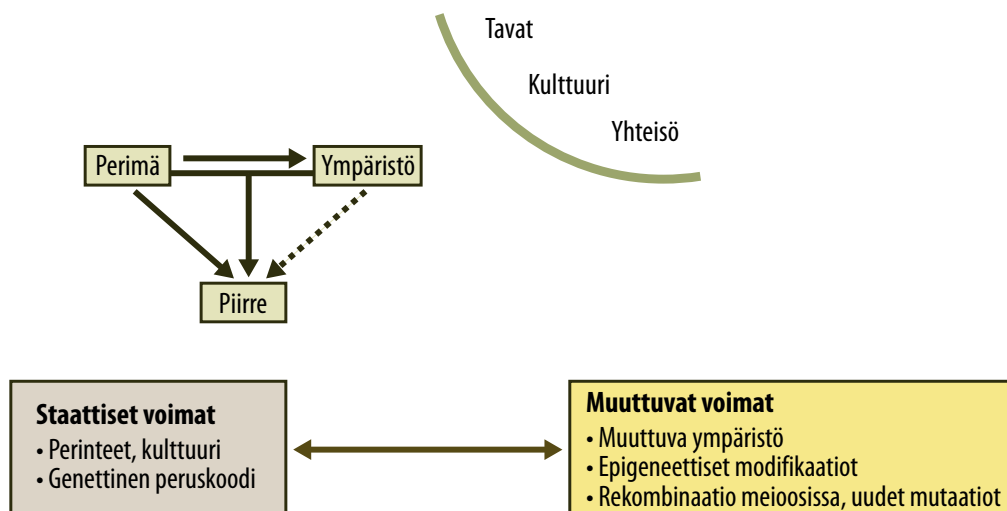 Tavat
Kulttuuri
Yhteisö
Perimä
Ympäristö
Piirre
Staattiset voimat
• Perinteet, kulttuuri
• Genettinen peruskoodi
Muuttuvat voimat
• Muuttuva ympäristö
• Epigeneettiset modifikaatiot
• Rekombinaatio meioosissa, uudet mutaatiot